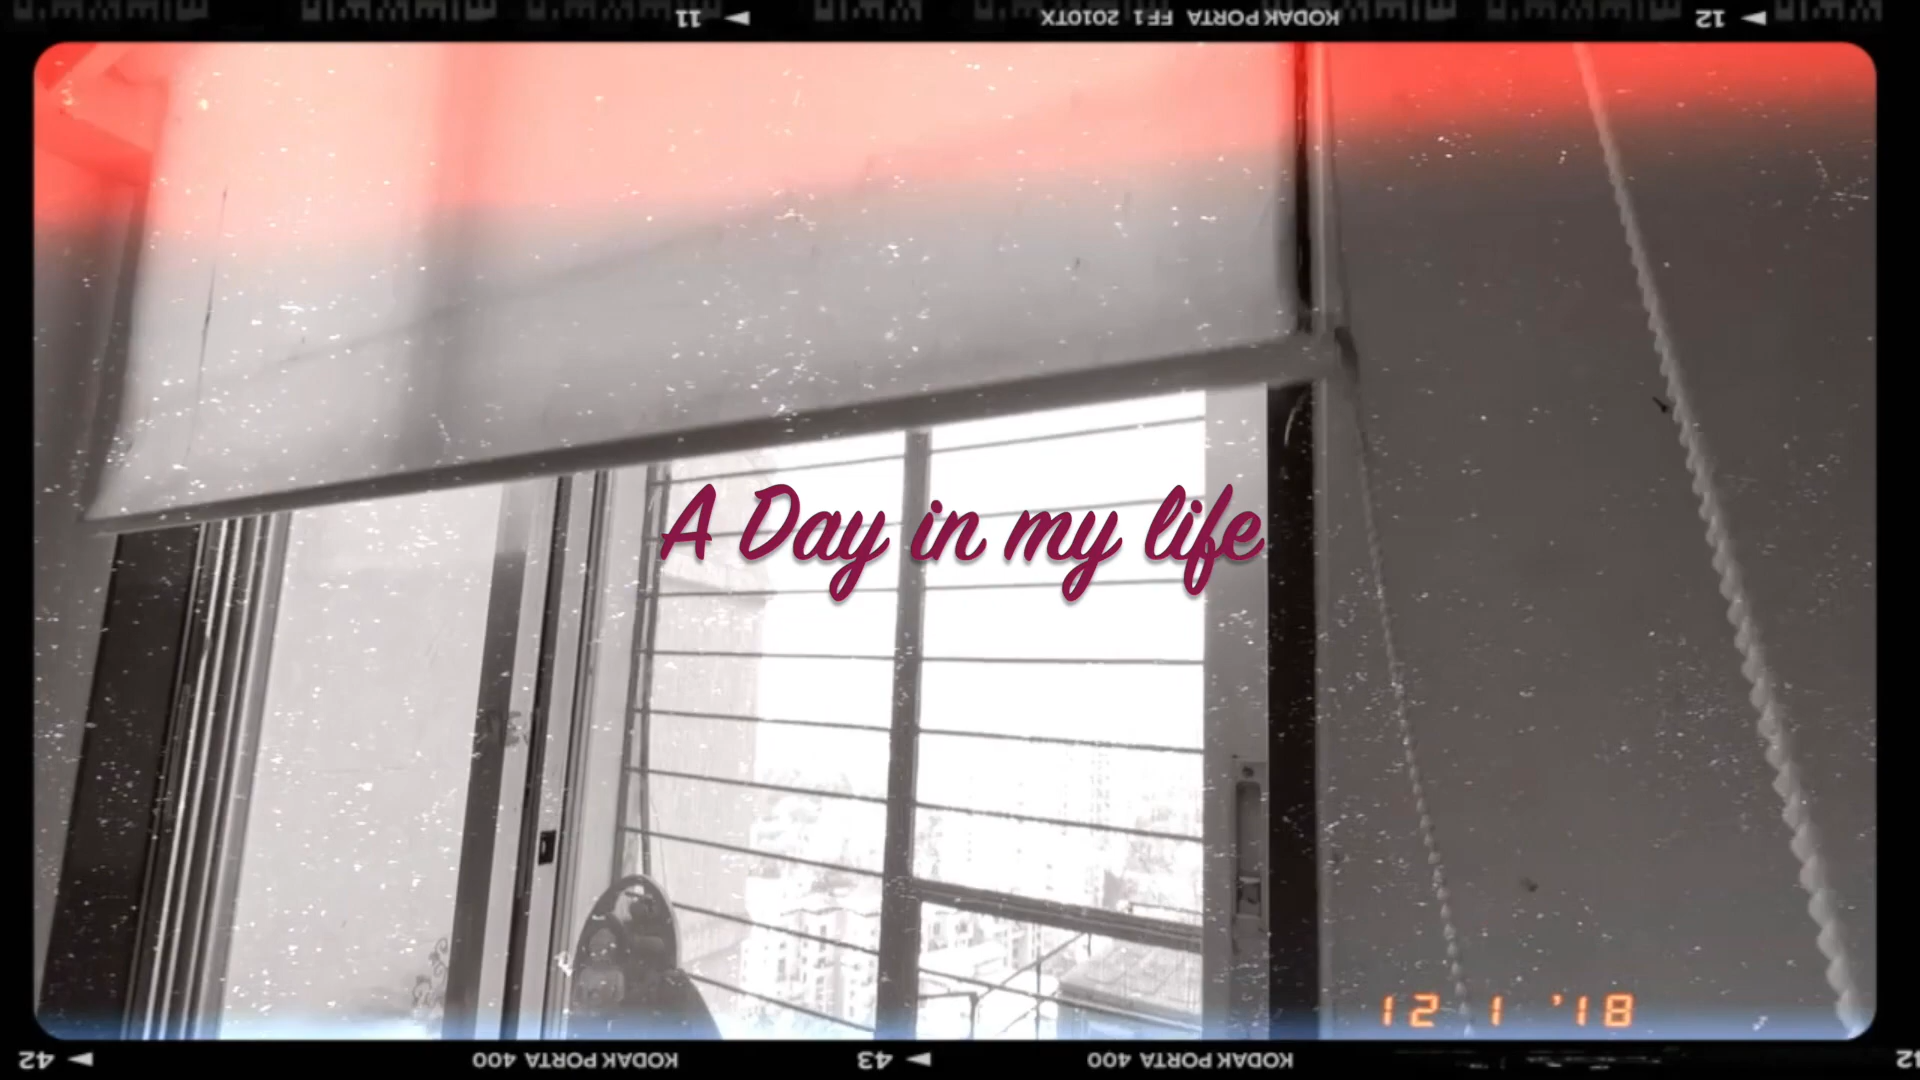 11 KODAK PORTA FF1 2010TX 12
A Day in my life
12 1 '18
42 KODAK PORTA 400 43 KODAK PORTA 400